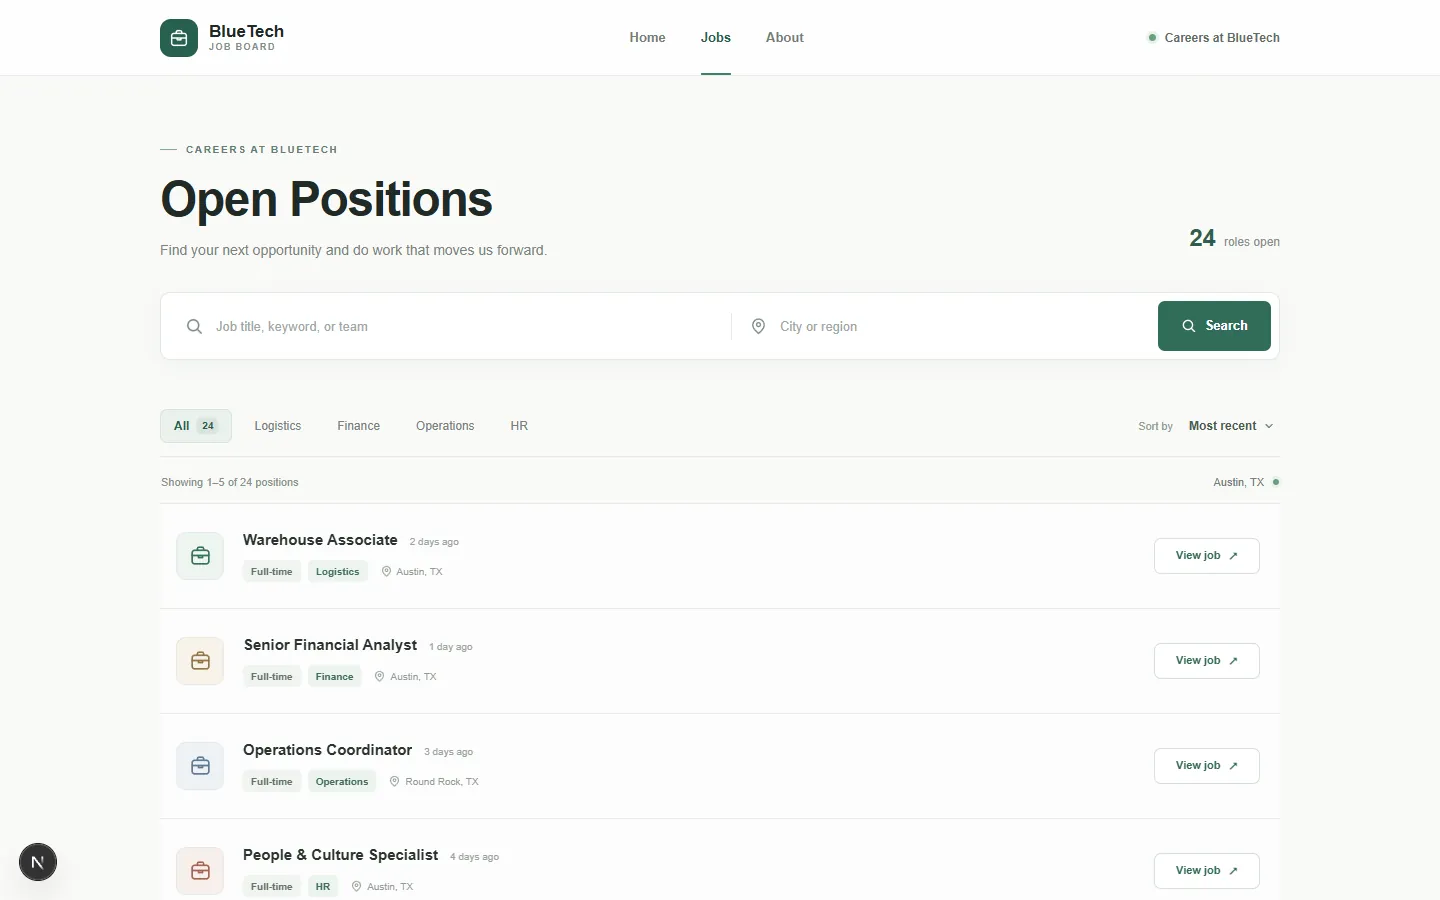 BlueTech
JOB BOARD
Home
Jobs
About
Careers at BlueTech
CAREERS AT BLUETECH
Open Positions
Find your next opportunity and do work that moves us forward.
24 roles open
Job title, keyword, or team
City or region
Search
All 24
Logistics
Finance
Operations
HR
Sort by Most recent
Showing 1–5 of 24 positions
Austin, TX
Warehouse Associate 2 days ago
Full-time Logistics Austin, TX
View job ↗
Senior Financial Analyst 1 day ago
Full-time Finance Austin, TX
View job ↗
Operations Coordinator 3 days ago
Full-time Operations Round Rock, TX
View job ↗
People & Culture Specialist 4 days ago
Full-time HR Austin, TX
View job ↗
N